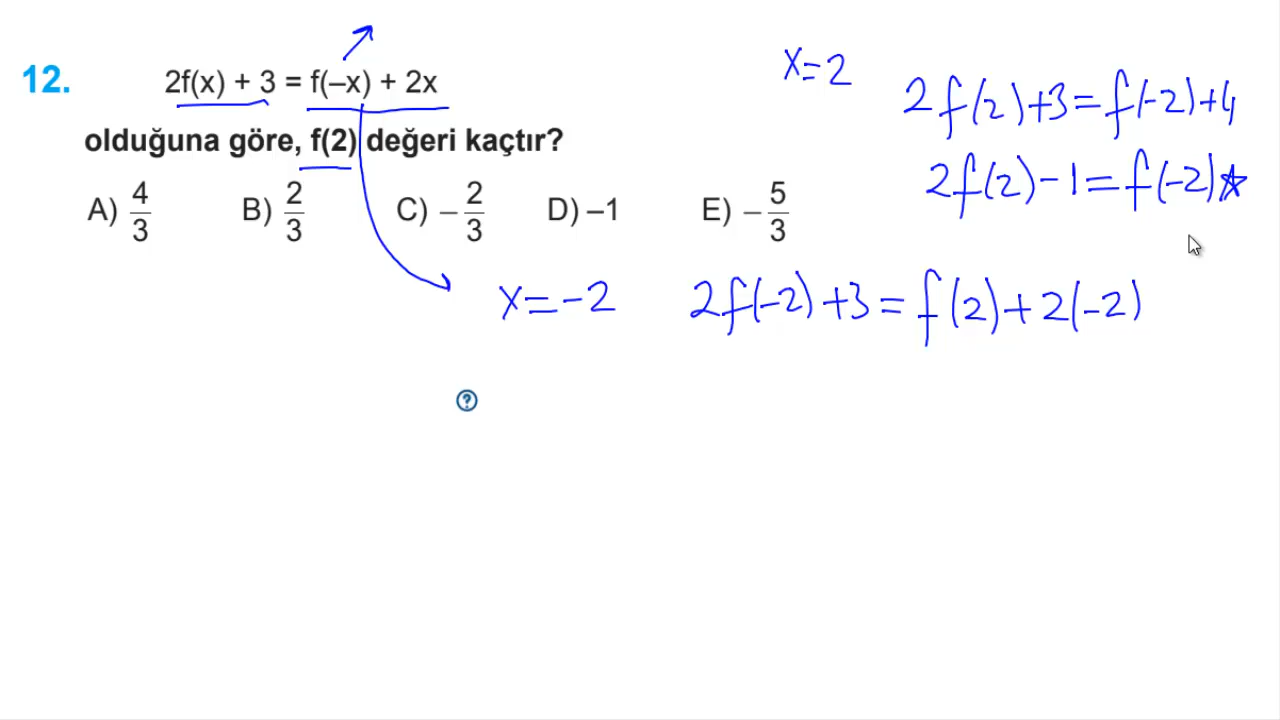 12. 2f(x) + 3 = f(–x) + 2x
olduğuna göre, f(2) değeri kaçtır?
A) 4/3 B) 2/3 C) – 2/3 D) –1 E) – 5/3
x=2
2f(2)+3=f(-2)+4
2f(2)-1=f(-2)★
x=-2 2f(-2)+3=f(2)+2(-2)
?